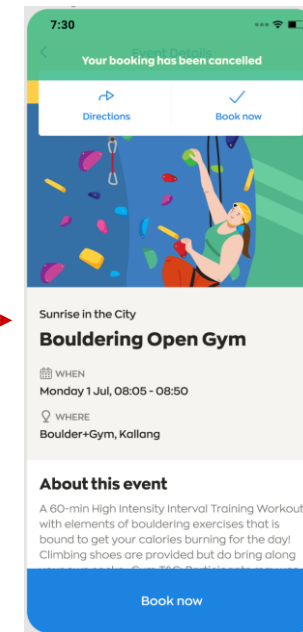 7:30
Event Details
Your booking has been cancelled
Directions
Book now
Sunrise in the City
Bouldering Open Gym
WHEN
Monday 1 Jul, 08:05 - 08:50
WHERE
Boulder+Gym, Kallang
About this event
A 60-min High Intensity Interval Training Workout
with elements of bouldering exercises that is
bound to get your calories burning for the day!
Climbing shoes are provided but do bring along
Book now